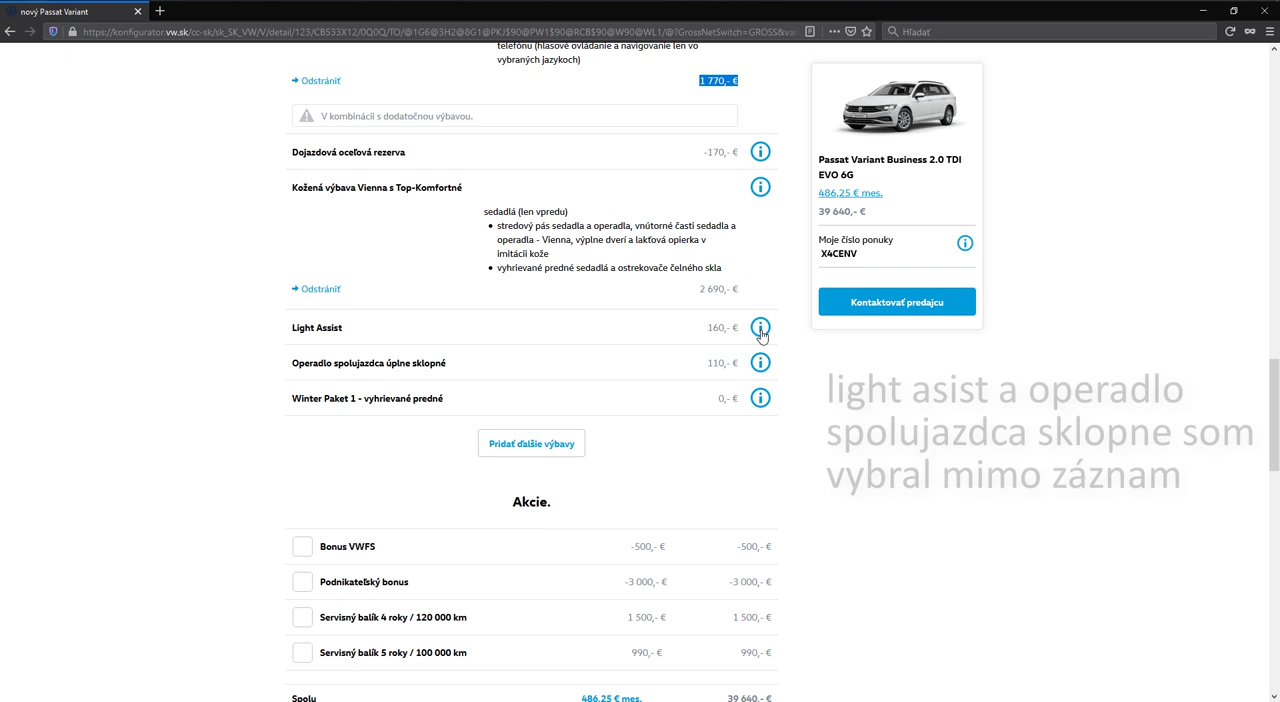 nový Passat Variant
https://konfigurator.vw.sk/cc-sk/sk_SK_VW/V/detail/123/CB533X12/0Q0Q/TO/@1G6@3H2@8G1@PKJ$90@PW1$90@RCB$90@W90@WL1/@?GrossNetSwitch=GROSS&va
Hľadať
telefónu (hlasové ovládanie a navigovanie len vo
vybraných jazykoch)
Odstrániť 1 770,- €
V kombinácii s dodatočnou výbavou.
Dojazdová oceľová rezerva -170,- €
Kožená výbava Vienna s Top-Komfortné
sedadlá (len vpredu)
• stredový pás sedadla a operadla, vnútorné časti sedadla a
operadla - Vienna, výplne dverí a lakťová opierka v
imitácii kože
• vyhrievané predné sedadlá a ostrekovače čelného skla
Odstrániť 2 690,- €
Light Assist 160,- €
Operadlo spolujazdca úplne sklopné 110,- €
Winter Paket 1 - vyhrievané predné 0,- €
Pridať ďalšie výbavy
Akcie.
Bonus VWFS -500,- € -500,- €
Podnikateľský bonus -3 000,- € -3 000,- €
Servisný balík 4 roky / 120 000 km 1 500,- € 1 500,- €
Servisný balík 5 roky / 100 000 km 990,- € 990,- €
Spolu 486,25 € mes. 39 640,- €
Passat Variant Business 2.0 TDI
EVO 6G
486,25 € mes.
39 640,- €
Moje číslo ponuky
X4CENV
Kontaktovať predajcu
light asist a operadlo
spolujazdca sklopne som
vybral mimo záznam